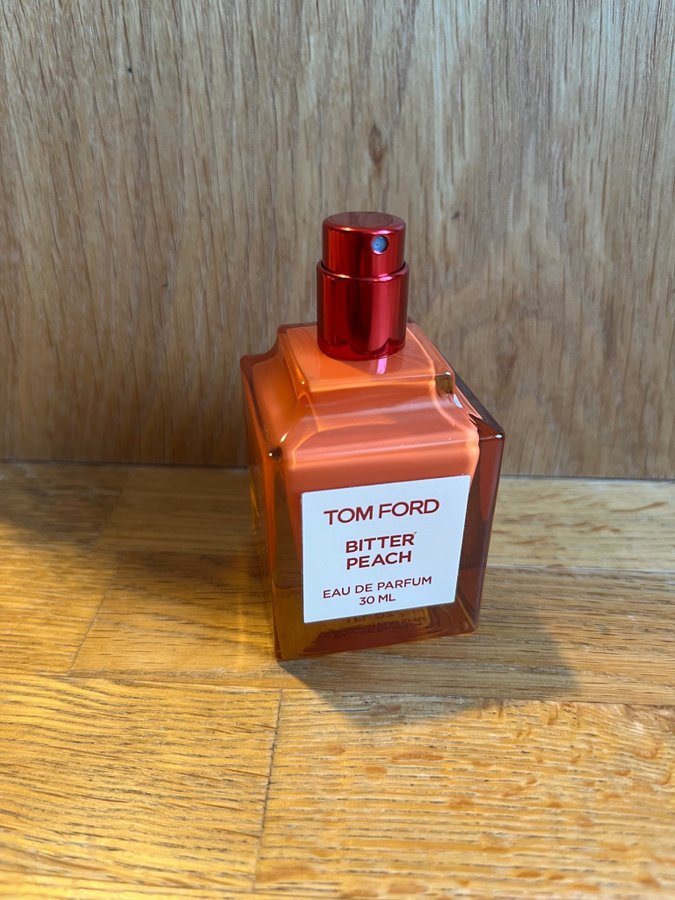 TOM FORD
BITTER
PEACH
EAU DE PARFUM
30 ML